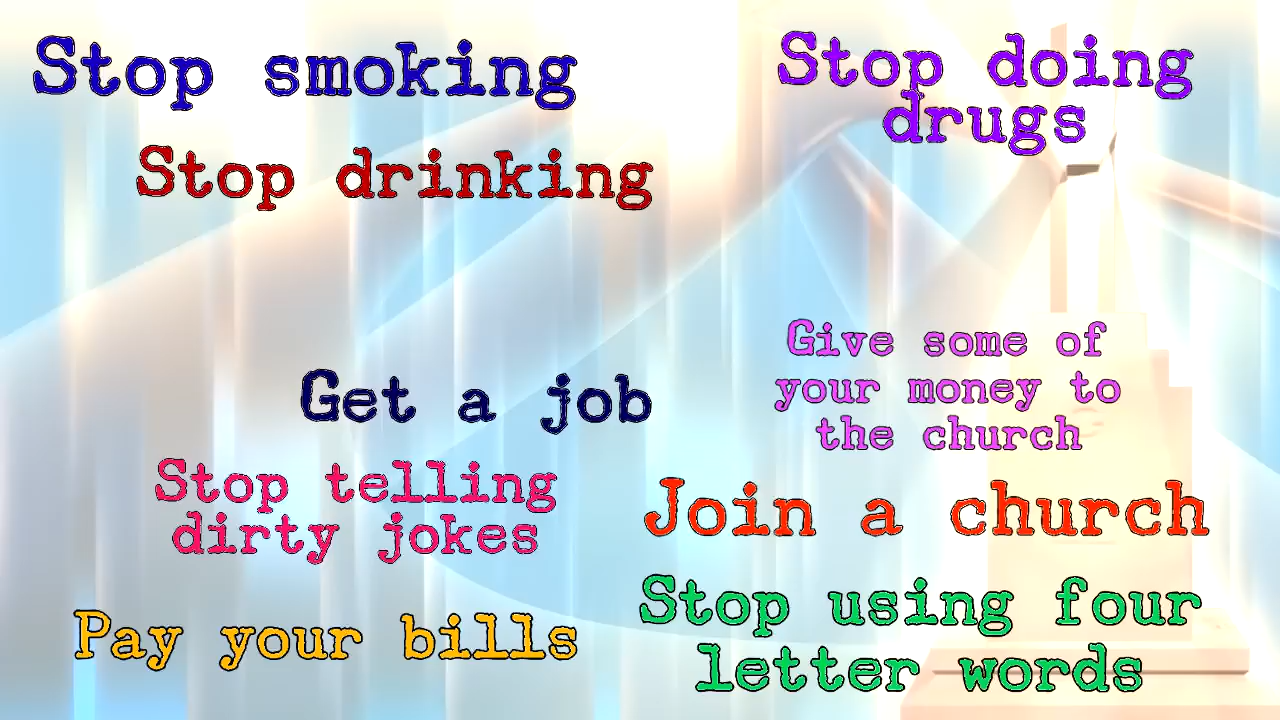 Stop smoking
Stop doing
drugs
Stop drinking
Give some of
your money to
the church
Get a job
Stop telling
dirty jokes
Join a church
Pay your bills
Stop using four
letter words